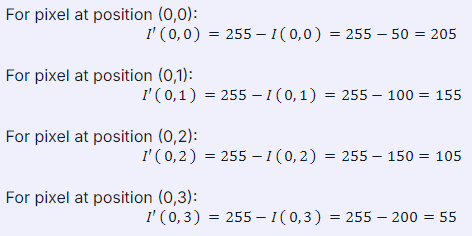 For pixel at position (0,0):
I′(0,0) = 255 − I(0,0) = 255 − 50 = 205
For pixel at position (0,1):
I′(0,1) = 255 − I(0,1) = 255 − 100 = 155
For pixel at position (0,2):
I′(0,2) = 255 − I(0,2) = 255 − 150 = 105
For pixel at position (0,3):
I′(0,3) = 255 − I(0,3) = 255 − 200 = 55